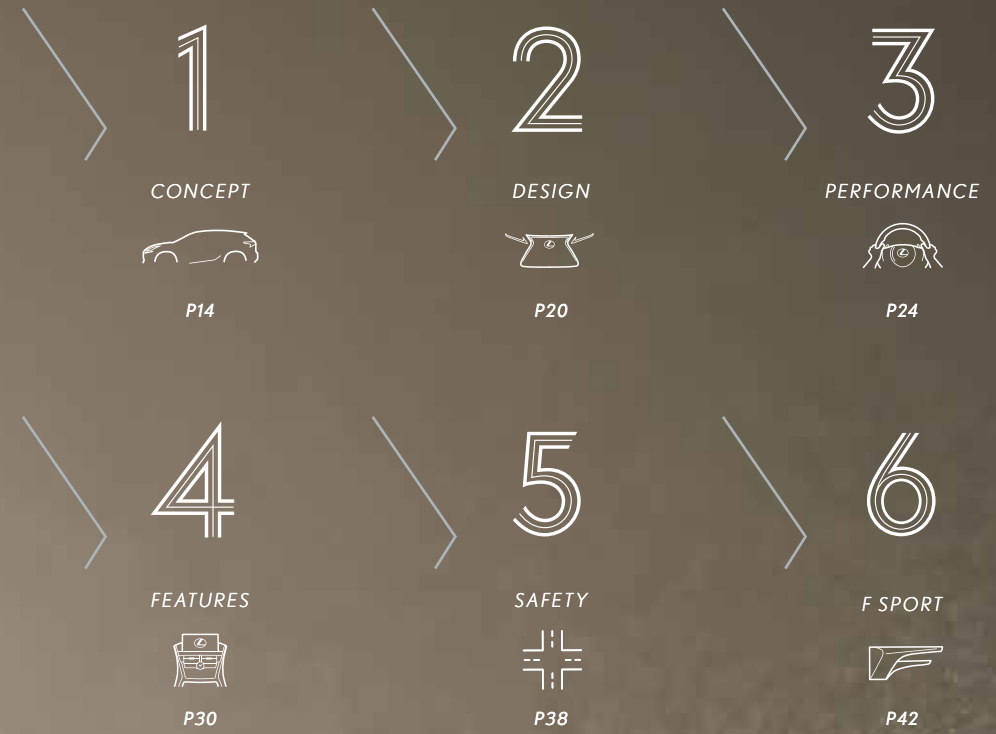 1
2
3
CONCEPT
DESIGN
PERFORMANCE
P14
P20
P24
4
5
6
FEATURES
SAFETY
F SPORT
P30
P38
P42